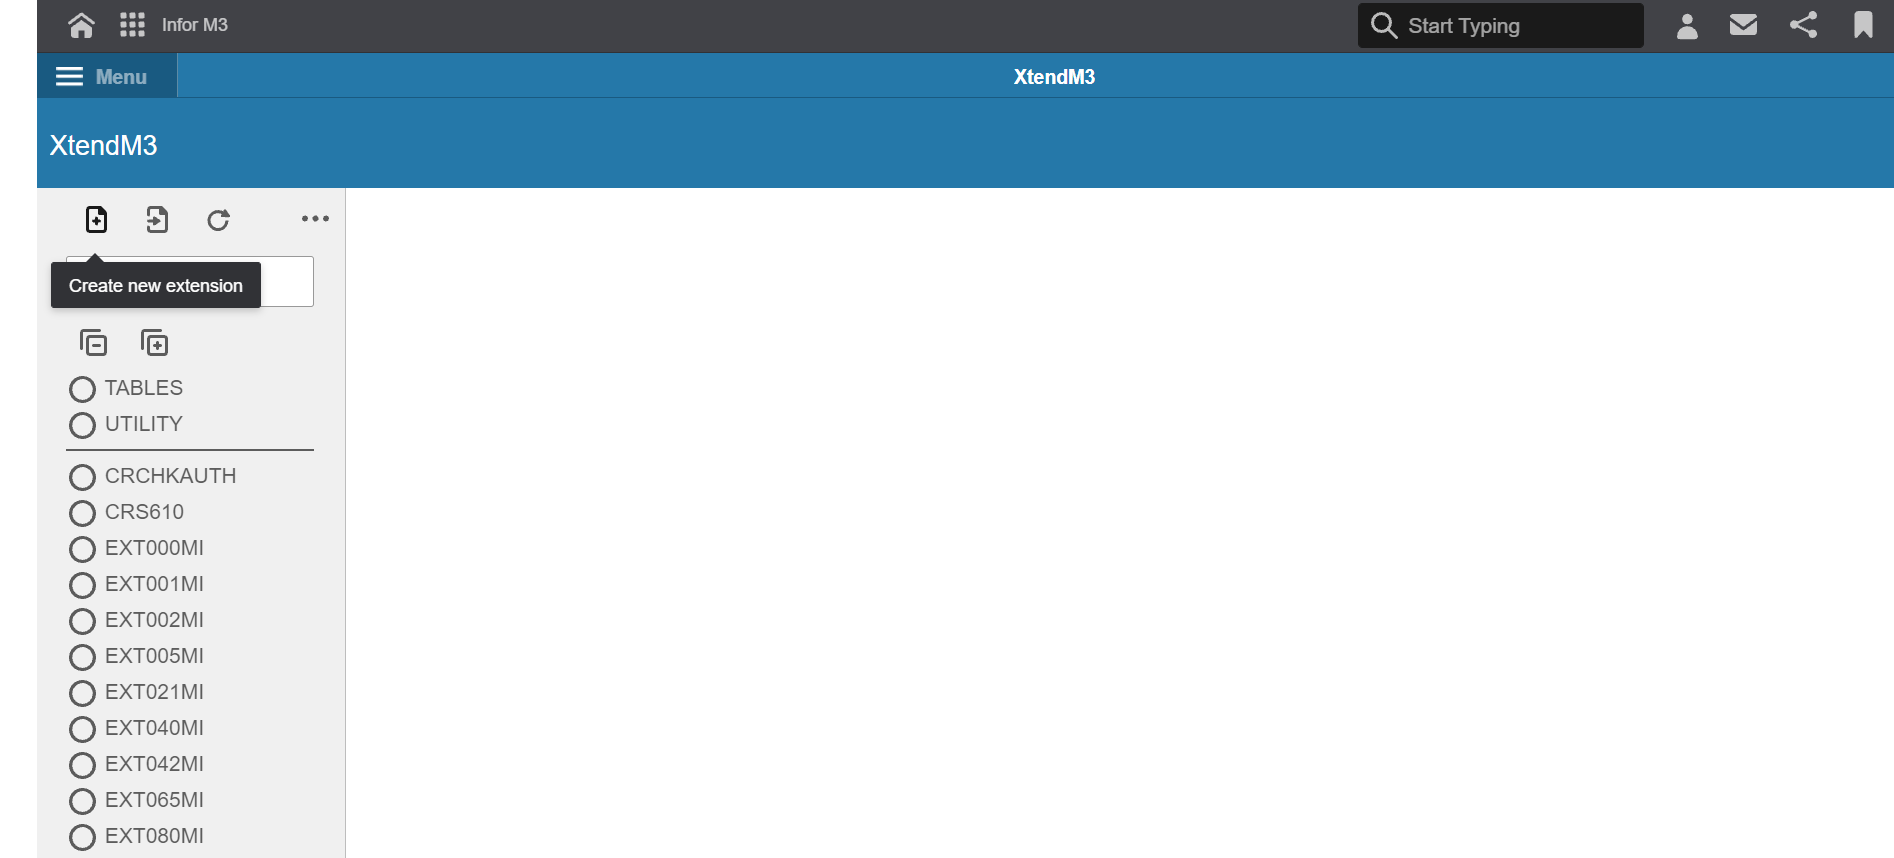 Infor M3
Start Typing
Menu
XtendM3
XtendM3
Create new extension
TABLES
UTILITY
CRCHKAUTH
CRS610
EXT000MI
EXT001MI
EXT002MI
EXT005MI
EXT021MI
EXT040MI
EXT042MI
EXT065MI
EXT080MI